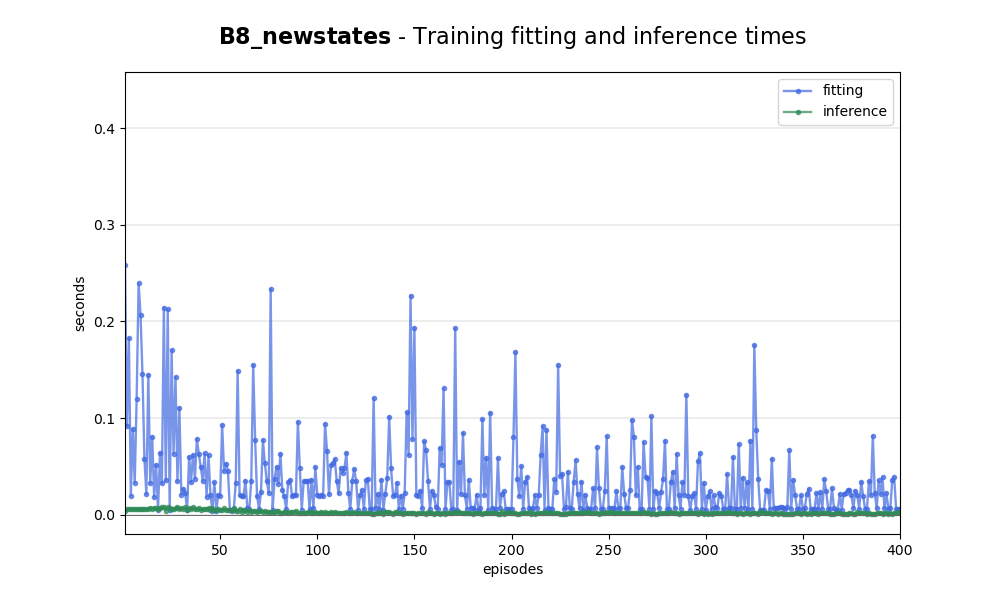 B8_newstates - Training fitting and inference times
fitting
inference
seconds
0.4
0.3
0.2
0.1
0.0
50 100 150 200 250 300 350 400
episodes